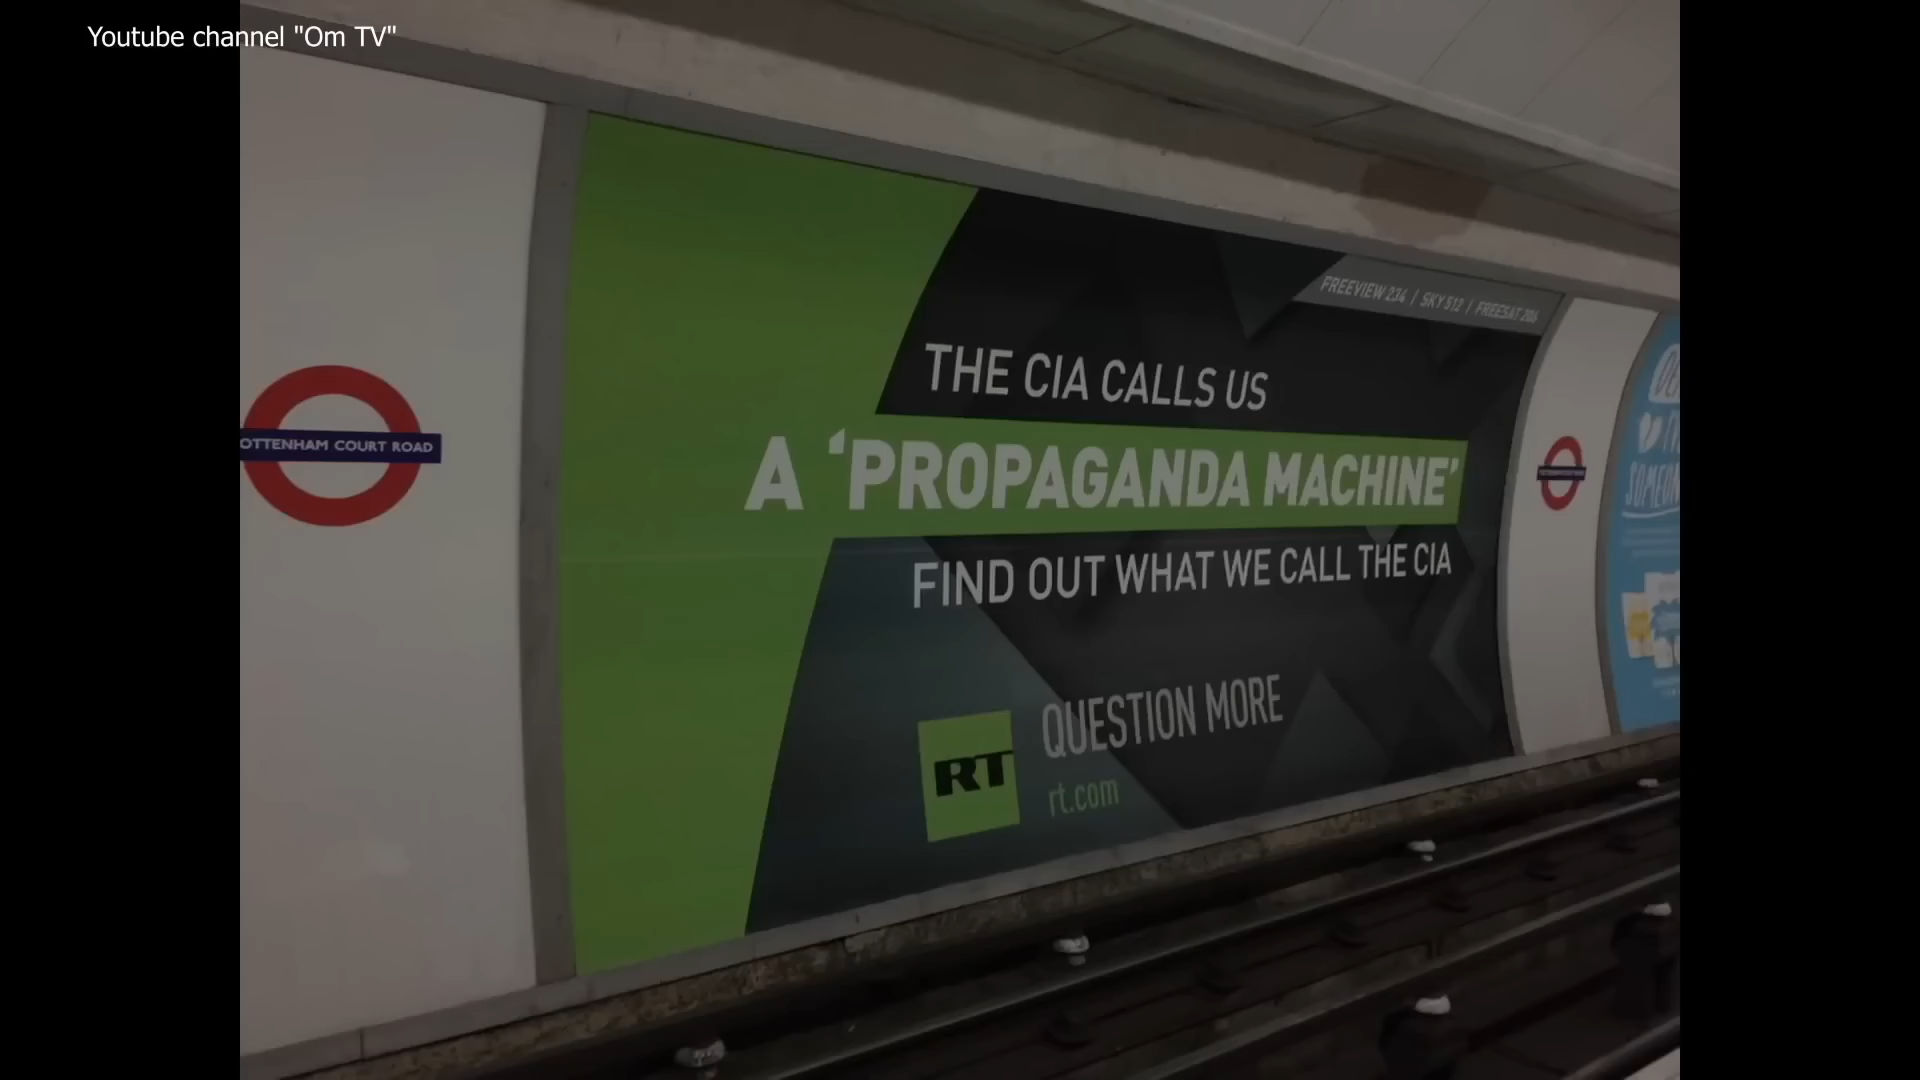 Youtube channel "Om TV"
OTTENHAM COURT ROAD
FREEVIEW 234 | SKY 512 | FREESAT 206
THE CIA CALLS US
A 'PROPAGANDA MACHINE'
FIND OUT WHAT WE CALL THE CIA
QUESTION MORE
RT
rt.com
SOMEON